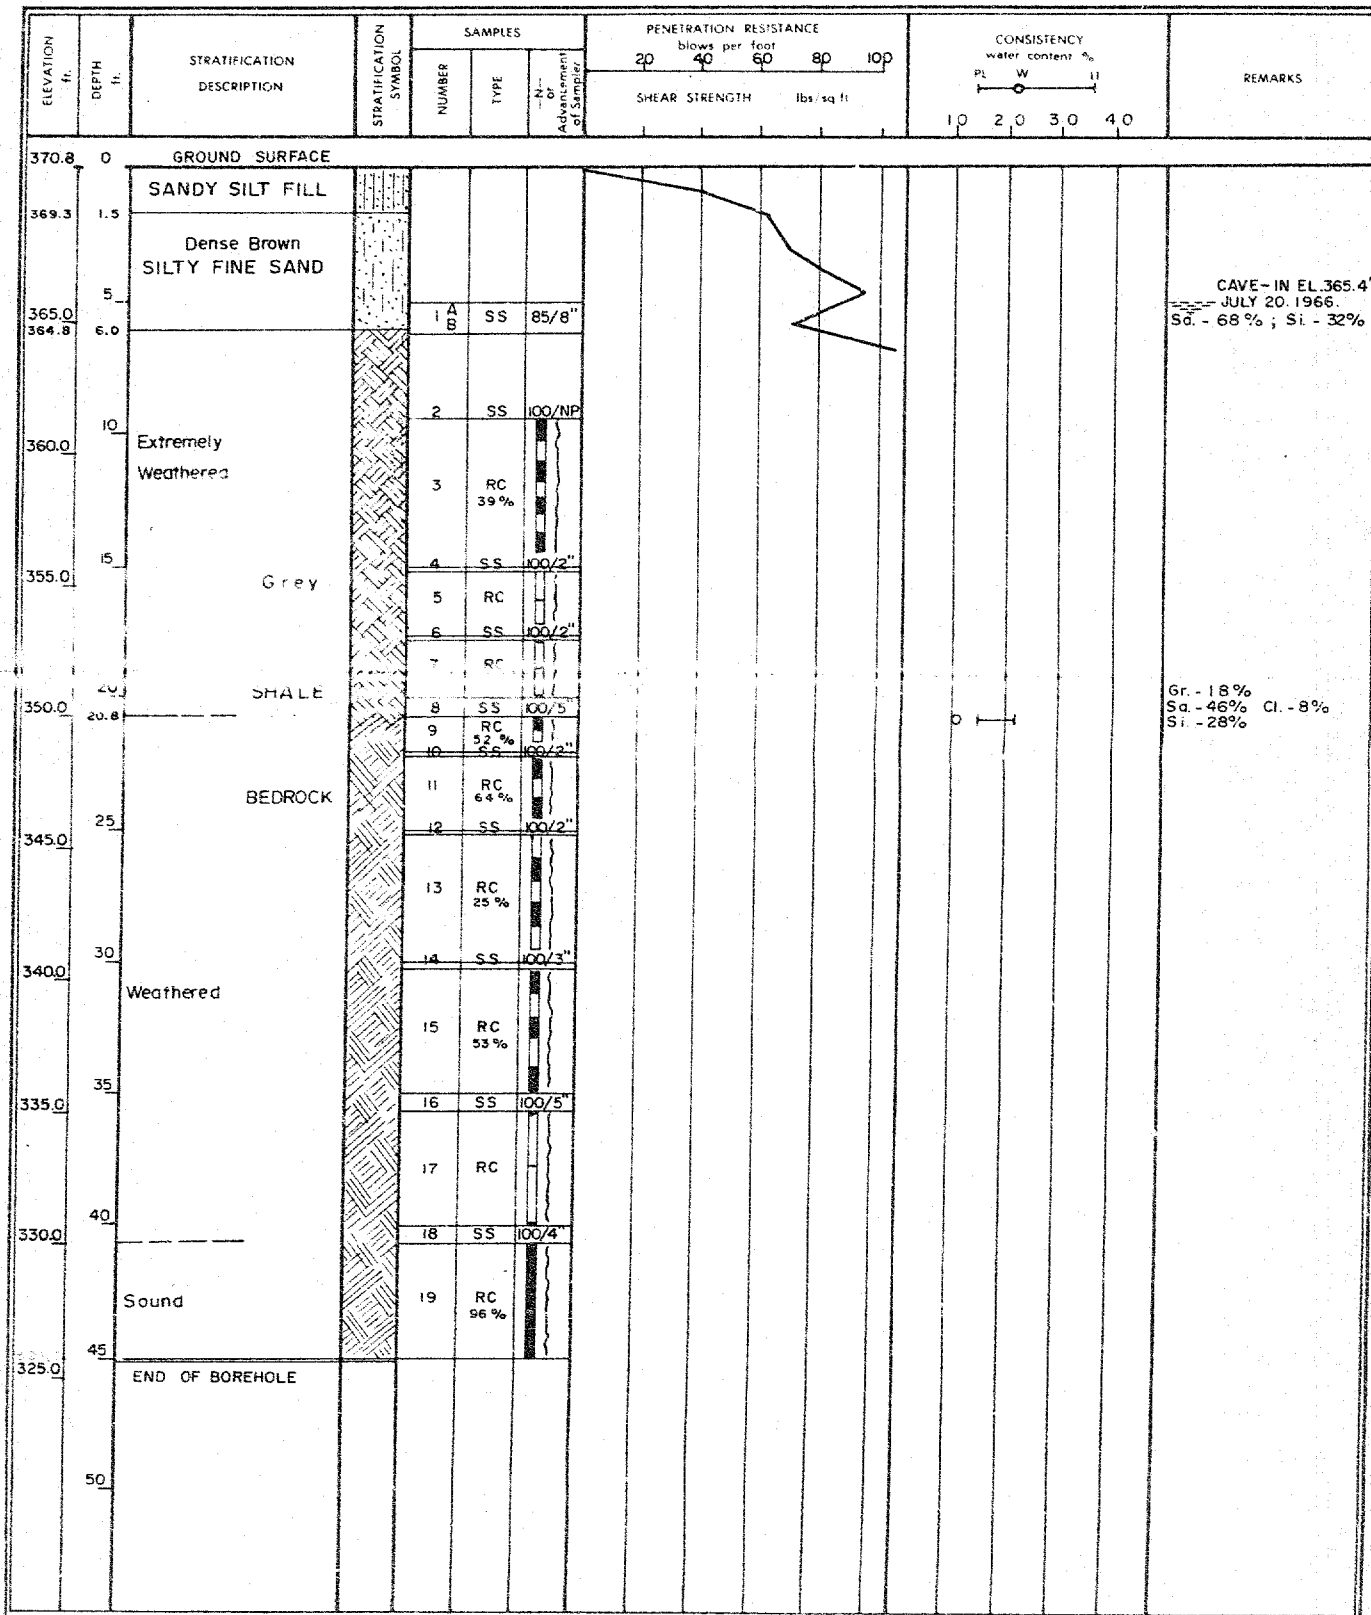 ELEVATION ft.
DEPTH ft.
STRATIFICATION
DESCRIPTION
STRATIFICATION
SYMBOL
SAMPLES
NUMBER
TYPE
—N—
or
Advancement
of Sampler
PENETRATION RESISTANCE
blows per foot
20 40 60 80 100
SHEAR STRENGTH lbs/sq ft
CONSISTENCY
water content %
PL W
10 20 30 40
REMARKS
370.8 0 GROUND SURFACE
SANDY SILT FILL
369.3 1.5
Dense Brown
SILTY FINE SAND
5
CAVE-IN EL.365.4'
JULY 20. 1966.
Sa. - 68% ; Si. - 32%
365.0
1 A B SS 85/8"
364.8 6.0
2 SS 100/NP
10
Extremely
360.0
Weathered
3 RC
39%
15
4 SS 100/2"
355.0
Grey
5 RC
6 SS 100/2"
7 RC
20
SHALE
Gr. - 18%
Sa. - 46% Cl. - 8%
Si. - 28%
8 SS 100/5
350.0
20.8
9 RC
52%
10 SS 100/2"
11 RC
64%
BEDROCK
25
12 SS 100/2"
345.0
13 RC
25%
30
14 SS 100/3"
340.0
Weathered
15 RC
53%
35
335.0
16 SS 100/5"
17 RC
40
18 SS 100/4"
330.0
Sound
19 RC
96%
45
325.0
END OF BOREHOLE
50